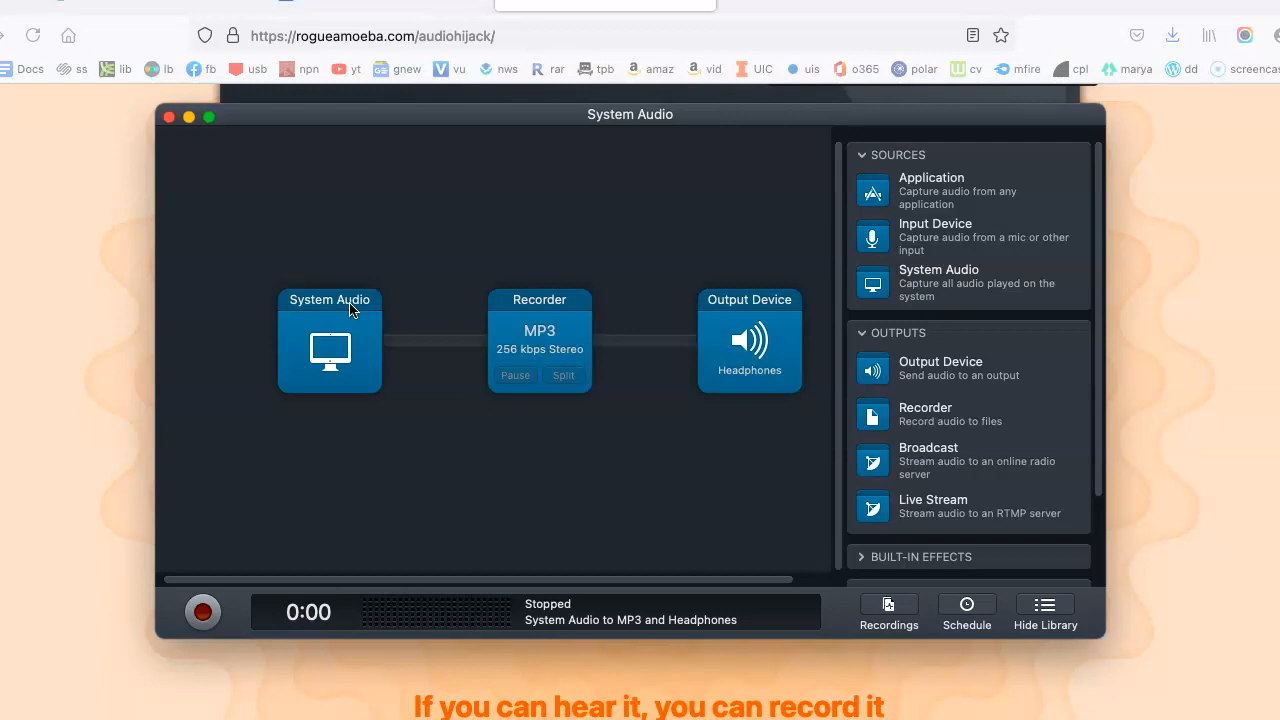 https://rogueamoeba.com/audiohijack/
Docs ss lib lb fb usb npn yt gnew vu nws rar tpb amaz vid UIC uis o365 polar cv mfire cpl marya dd screencas
System Audio
System Audio
Recorder
MP3
256 kbps Stereo
Pause Split
Output Device
Headphones
SOURCES
Application
Capture audio from any
application
Input Device
Capture audio from a mic or other
input
System Audio
Capture all audio played on the
system
OUTPUTS
Output Device
Send audio to an output
Recorder
Record audio to files
Broadcast
Stream audio to an online radio
server
Live Stream
Stream audio to an RTMP server
BUILT-IN EFFECTS
0:00
Stopped
System Audio to MP3 and Headphones
Recordings Schedule Hide Library
If you can hear it, you can record it